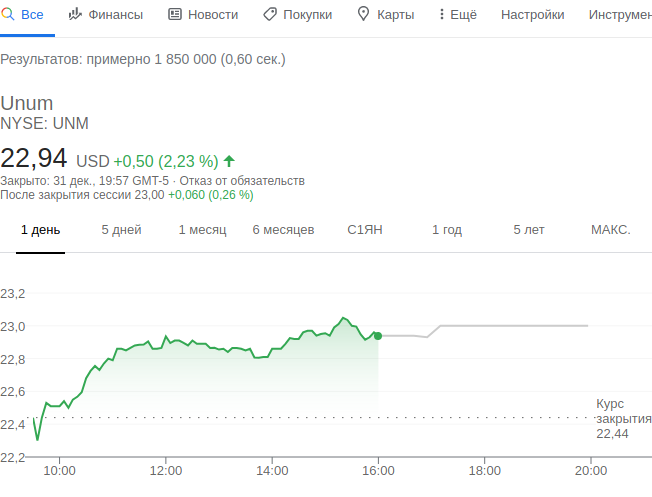 Все Финансы Новости Покупки Карты Ещё Настройки Инструмен
Результатов: примерно 1 850 000 (0,60 сек.)
Unum
NYSE: UNM
22,94 USD +0,50 (2,23 %)
Закрыто: 31 дек., 19:57 GMT-5 · Отказ от обязательств
После закрытия сессии 23,00 +0,060 (0,26 %)
1 день 5 дней 1 месяц 6 месяцев С1ЯН 1 год 5 лет МАКС.
23,2
23,0
22,8
22,6
22,4
22,2
Курс
закрытия
22,44
10:00 12:00 14:00 16:00 18:00 20:00